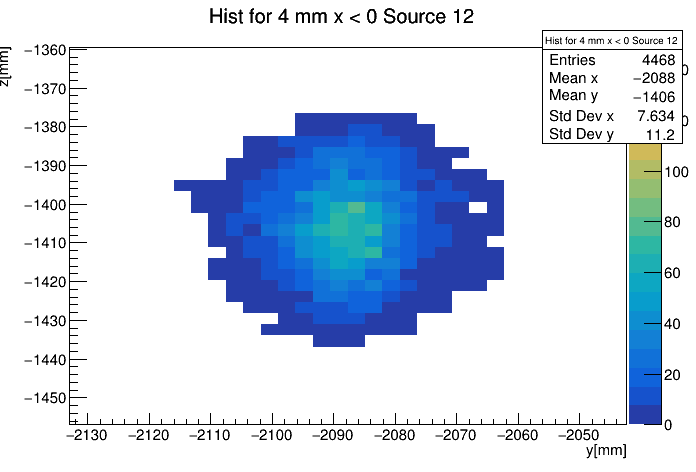 Hist for 4 mm x < 0 Source 12
Hist for 4 mm x < 0 Source 12
Entries 4468
Mean x −2088
Mean y −1406
Std Dev x 7.634
Std Dev y 11.2
z[mm]
−1360
−1370
−1380
−1390
−1400
−1410
−1420
−1430
−1440
−1450
−2130 −2120 −2110 −2100 −2090 −2080 −2070 −2060 −2050
y[mm]
100
80
60
40
20
0